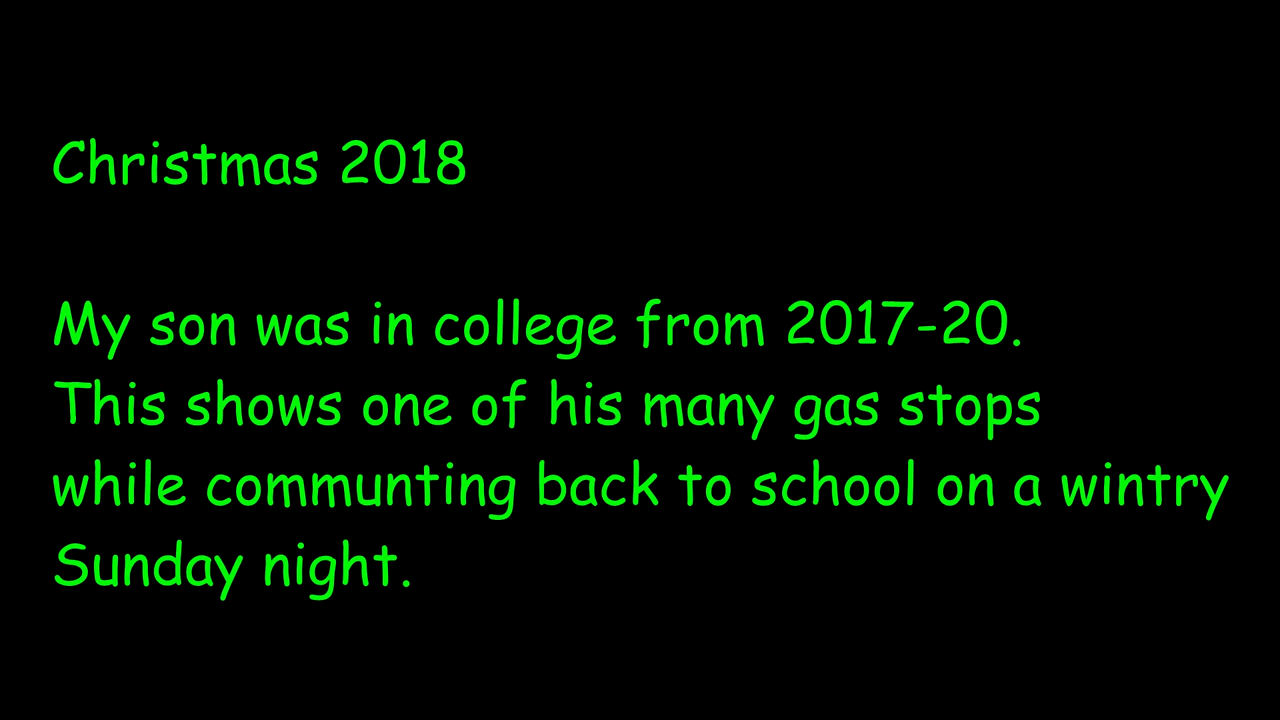 Christmas 2018
My son was in college from 2017-20.
This shows one of his many gas stops
while communting back to school on a wintry
Sunday night.